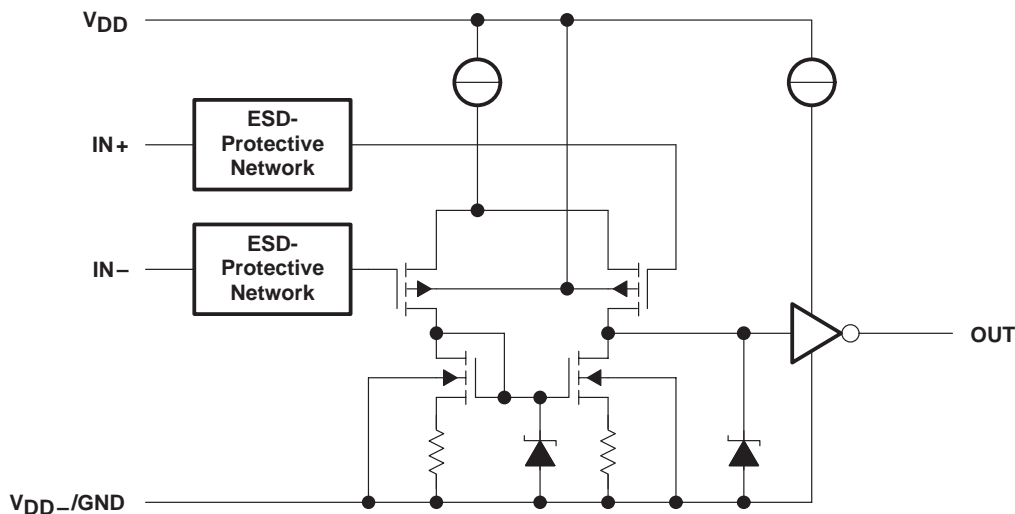 VDD
ESD-
Protective
Network
IN+
ESD-
Protective
Network
IN−
OUT
VDD−/GND